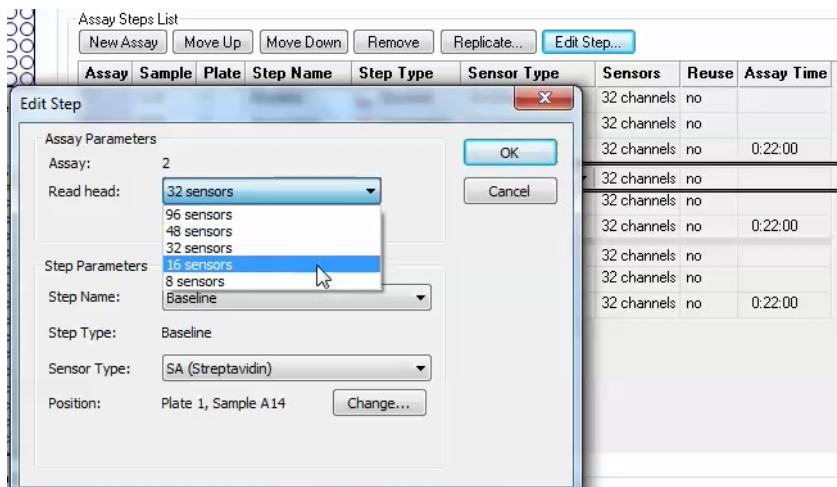 Assay Steps List
New Assay Move Up Move Down Remove Replicate... Edit Step...
Assay Sample Plate Step Name Step Type Sensor Type Sensors Reuse Assay Time
32 channels no
32 channels no
32 channels no 0:22:00
32 channels no
32 channels no
32 channels no 0:22:00
32 channels no
32 channels no
32 channels no 0:22:00
Edit Step
Assay Parameters
Assay: 2
Read head: 32 sensors
96 sensors
48 sensors
32 sensors
16 sensors
8 sensors
OK
Cancel
Step Parameters
Step Name: Baseline
Step Type: Baseline
Sensor Type: SA (Streptavidin)
Position: Plate 1, Sample A14 Change...